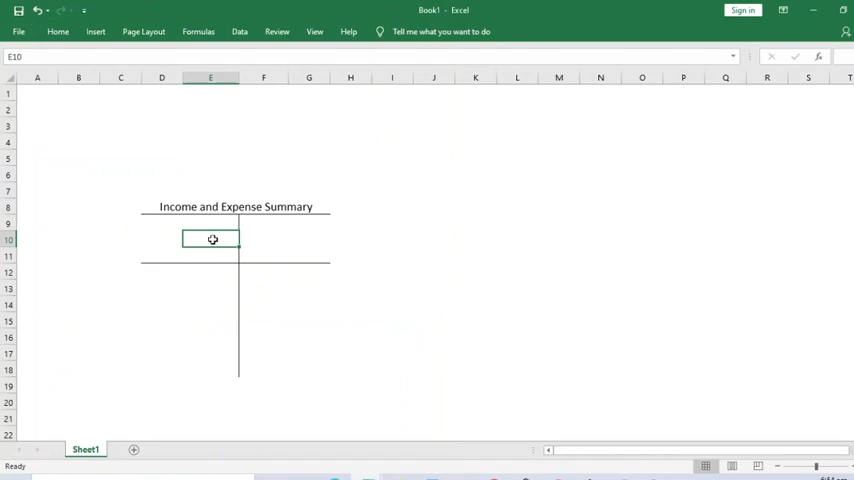 Book1 - Excel
Sign in
File Home Insert Page Layout Formulas Data Review View Help Tell me what you want to do
E10
fx
A B C D E F G H I J K L M N O P Q R S T
1
2
3
4
5
6
7
8 Income and Expense Summary
9
10
11
12
13
14
15
16
17
18
19
20
21
22
Sheet1
Ready